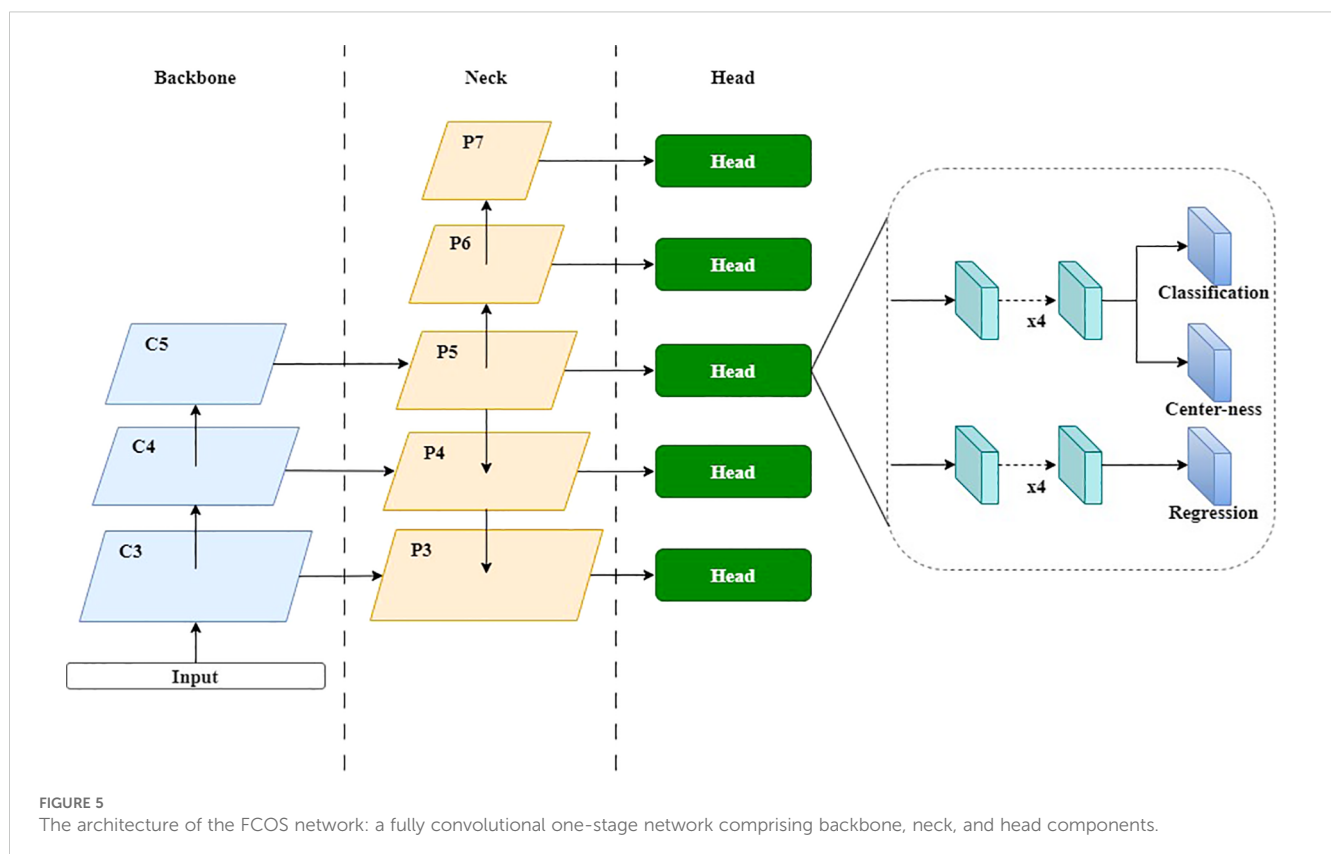 Backbone
Neck
Head
P7
Head
P6
Head
Classification
x4
C5
P5
Head
Center-ness
C4
P4
Head
x4
Regression
C3
P3
Head
Input
FIGURE 5
The architecture of the FCOS network: a fully convolutional one-stage network comprising backbone, neck, and head components.